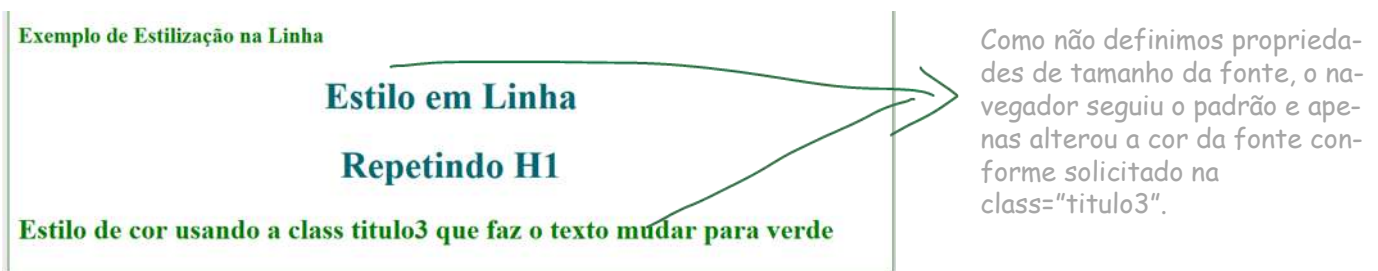 Exemplo de Estilização na Linha
Estilo em Linha
Repetindo H1
Estilo de cor usando a class titulo3 que faz o texto mudar para verde
Como não definimos proprieda-
des de tamanho da fonte, o na-
vegador seguiu o padrão e ape-
nas alterou a cor da fonte con-
forme solicitado na
class="titulo3".